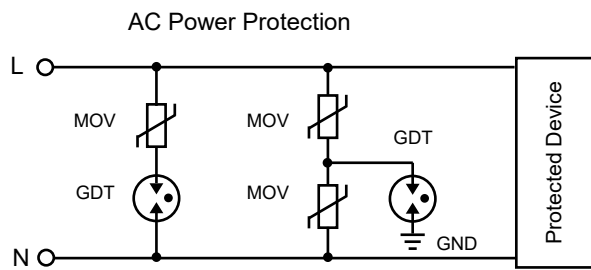 AC Power Protection
L
MOV
MOV
GDT
GDT
MOV
N
GND
Protected Device